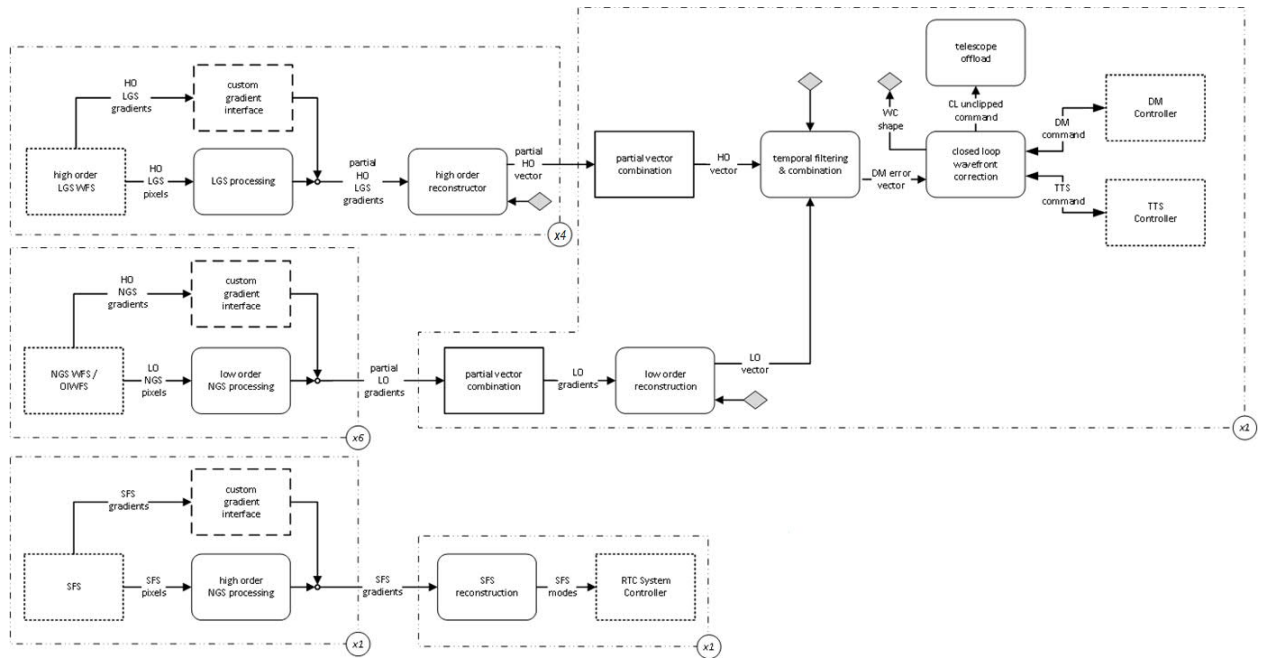 telescope
offload
HO
LGS
gradients
custom
gradient
interface
WC
shape
CL unclipped
command
DM
command
DM
Controller
high order
LGS WFS
HO
LGS
pixels
LGS processing
partial
HO
LGS
gradients
high order
reconstructor
partial
HO
vector
partial vector
combination
HO
vector
temporal filtering
& combination
DM error
vector
closed loop
wavefront
correction
TTS
command
TTS
Controller
x4
HO
NGS
gradients
custom
gradient
interface
NGS WFS /
OIWFS
LO
NGS
pixels
low order
NGS processing
partial
LO
gradients
partial vector
combination
LO
gradients
low order
reconstruction
LO
vector
x6
x1
SFS
gradients
custom
gradient
interface
SFS
SFS
pixels
high order
NGS processing
SFS
gradients
SFS
reconstruction
SFS
modes
RTC System
Controller
x1
x1